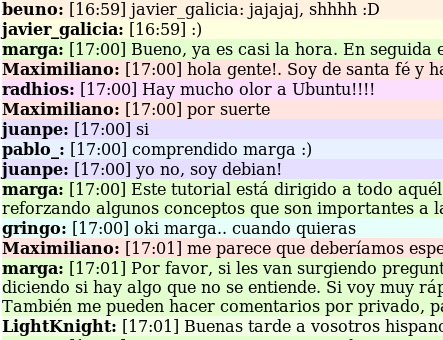 beuno: [16:59] javier_galicia: jajajaj, shhhh :D
javier_galicia: [16:59] :)
marga: [17:00] Bueno, ya es casi la hora. En seguida e
Maximiliano: [17:00] hola gente!. Soy de santa fé y ha
radhios: [17:00] Hay mucho olor a Ubuntu!!!!
Maximiliano: [17:00] por suerte
juanpe: [17:00] si
pablo_: [17:00] comprendido marga :)
juanpe: [17:00] yo no, soy debian!
marga: [17:00] Este tutorial está dirigido a todo aquél
reforzando algunos conceptos que son importantes a la
gringo: [17:00] oki marga.. cuando quieras
Maximiliano: [17:01] me parece que deberíamos espe
marga: [17:01] Por favor, si les van surgiendo pregunt
diciendo si hay algo que no se entiende. Si voy muy ráp
También me pueden hacer comentarios por privado, pa
LightKnight: [17:01] Buenas tarde a vosotros hispano